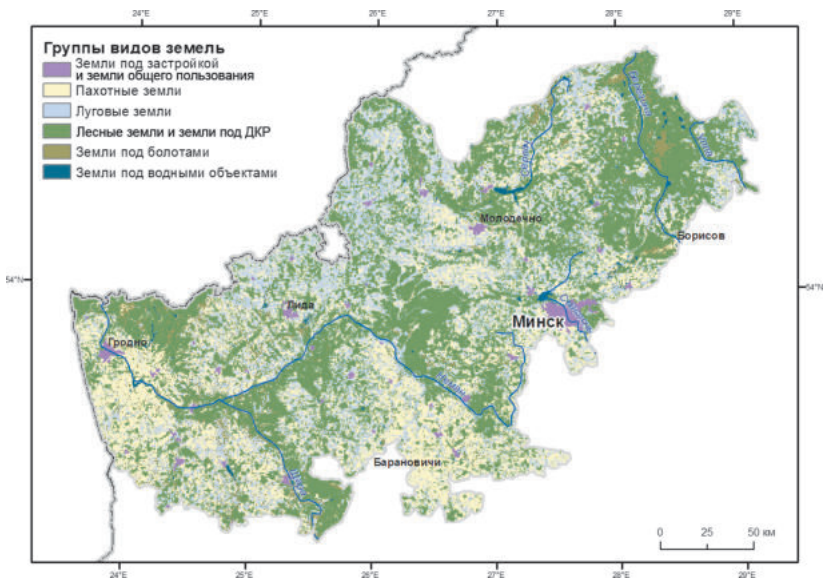 24°E 25°E 26°E 27°E 28°E 29°E
Группы видов земель
Земли под застройкой
и земли общего пользования
Пахотные земли
Луговые земли
Лесные земли и земли под ДКР
Земли под болотами
Земли под водными объектами
Молодечно
Борисов
54°N
54°N
Лида
Минск
Гродно
Неман
Барановичи
Щара
0 25 50 км
24°E 25°E 26°E 27°E 28°E 29°E